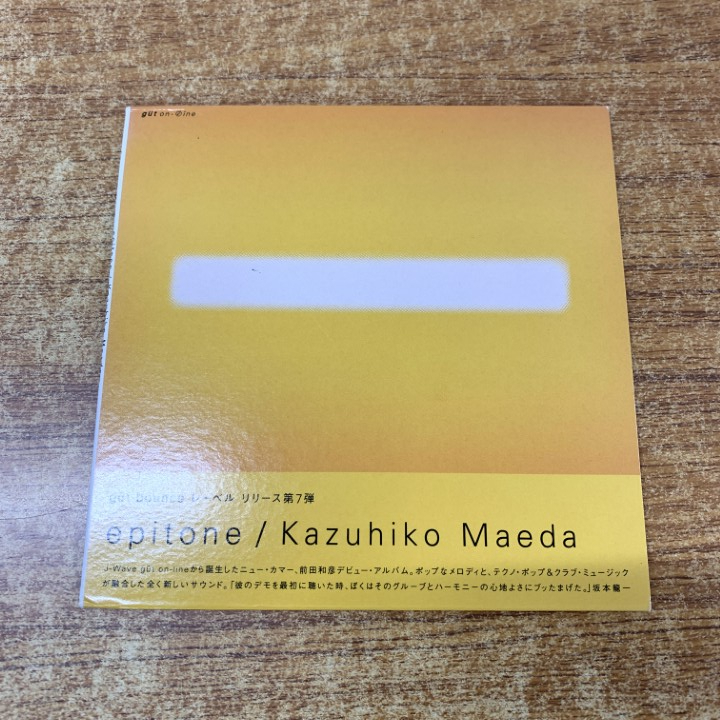 güt on-ⓛine
güt bounce レーベル リリース第7弾
epitone / Kazuhiko Maeda
J-Wave güt on-lineから誕生したニュー・カマー、前田和彦デビュー・アルバム。ポップなメロディと、テクノ・ポップ&クラブ・ミュージック
が融合した全く新しいサウンド。「彼のデモを最初に聴いた時、ぼくはそのグルーブとハーモニーの心地よさにブッたまげた。」坂本龍一